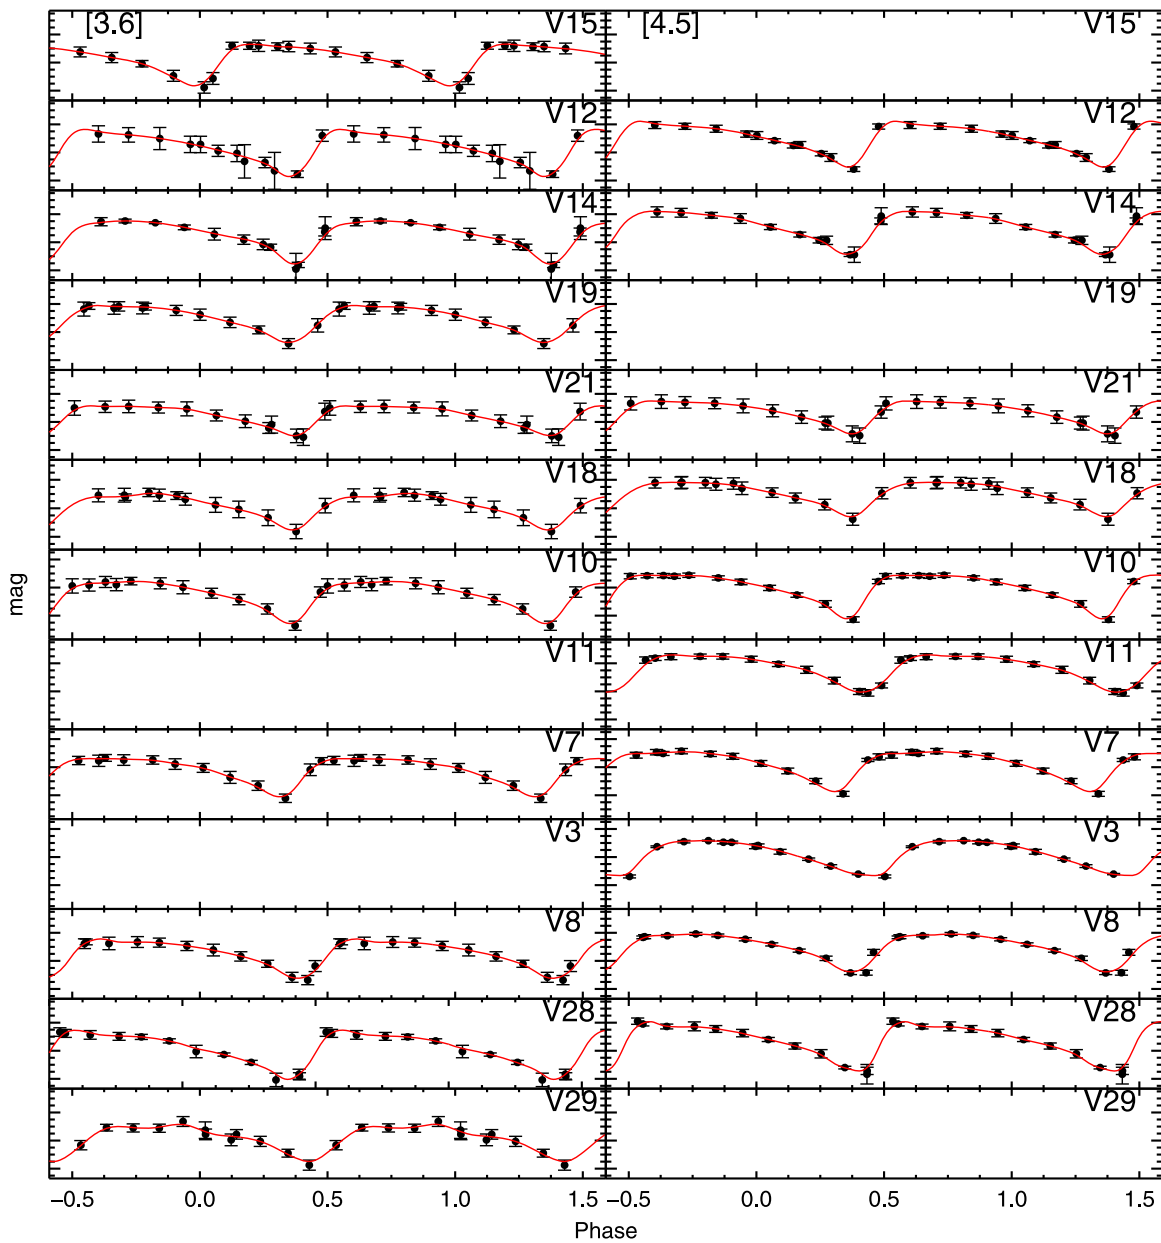 [3.6] V15 [4.5] V15
V12 V12
V14 V14
V19 V19
V21 V21
V18 V18
V10 V10
mag
V11 V11
V7 V7
V3 V3
V8 V8
V28 V28
V29 V29
−0.5 0.0 0.5 1.0 1.5 −0.5 0.0 0.5 1.0 1.5
Phase